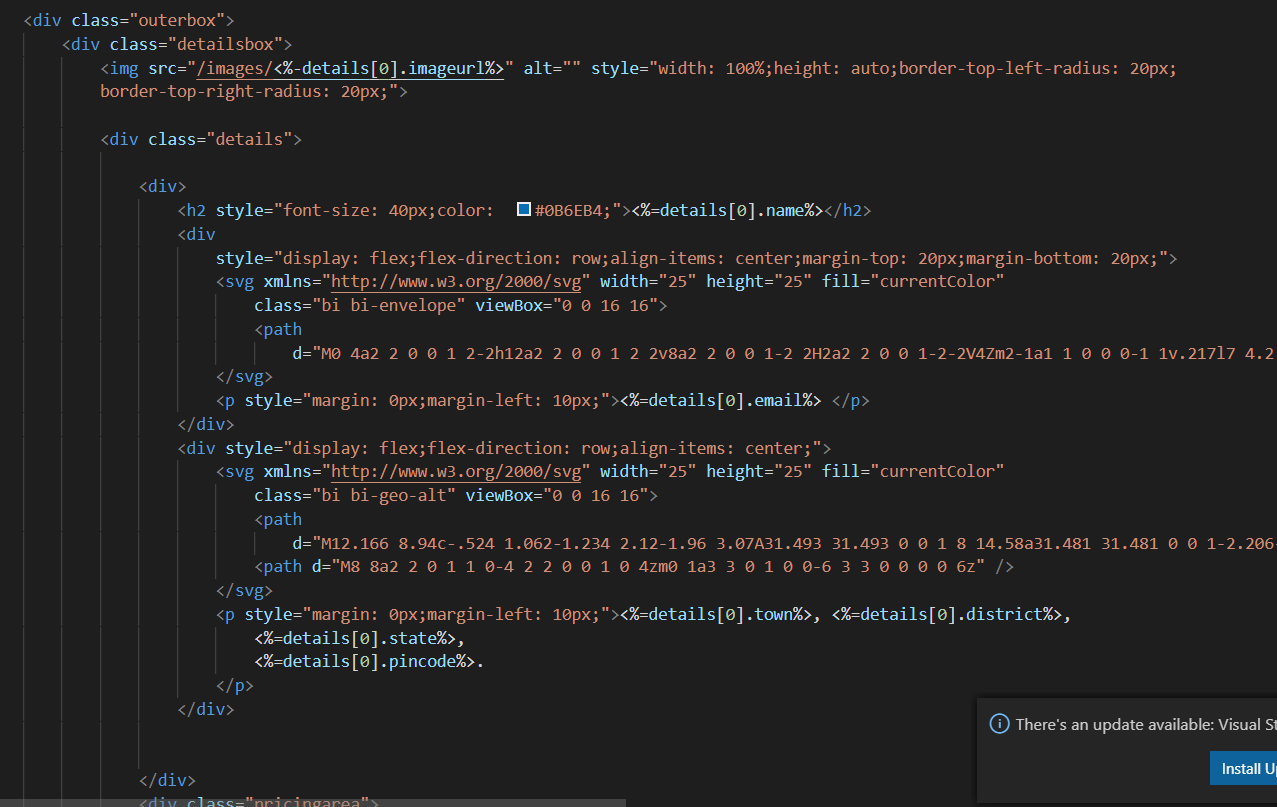 <div class="outerbox">
<div class="detailsbox">
<img src="/images/<%-details[0].imageurl%>" alt="" style="width: 100%;height: auto;border-top-left-radius: 20px;
border-top-right-radius: 20px;">
<div class="details">
<div>
<h2 style="font-size: 40px;color: #0B6EB4;"><%=details[0].name%></h2>
<div
style="display: flex;flex-direction: row;align-items: center;margin-top: 20px;margin-bottom: 20px;">
<svg xmlns="http://www.w3.org/2000/svg" width="25" height="25" fill="currentColor"
class="bi bi-envelope" viewBox="0 0 16 16">
<path
d="M0 4a2 2 0 0 1 2-2h12a2 2 0 0 1 2 2v8a2 2 0 0 1-2 2H2a2 2 0 0 1-2-2V4Zm2-1a1 1 0 0 0-1 1v.217l7 4.2
</svg>
<p style="margin: 0px;margin-left: 10px;"><%=details[0].email%> </p>
</div>
<div style="display: flex;flex-direction: row;align-items: center;">
<svg xmlns="http://www.w3.org/2000/svg" width="25" height="25" fill="currentColor"
class="bi bi-geo-alt" viewBox="0 0 16 16">
<path
d="M12.166 8.94c-.524 1.062-1.234 2.12-1.96 3.07A31.493 31.493 0 0 1 8 14.58a31.481 31.481 0 0 1-2.206-
<path d="M8 8a2 2 0 1 1 0-4 2 2 0 0 1 0 4zm0 1a3 3 0 1 0 0-6 3 3 0 0 0 0 6z" />
</svg>
<p style="margin: 0px;margin-left: 10px;"><%=details[0].town%>, <%=details[0].district%>,
<%=details[0].state%>,
<%=details[0].pincode%>.
</p>
</div>
There's an update available: Visual St
Install Up
</div>
<div class="pricingarea">